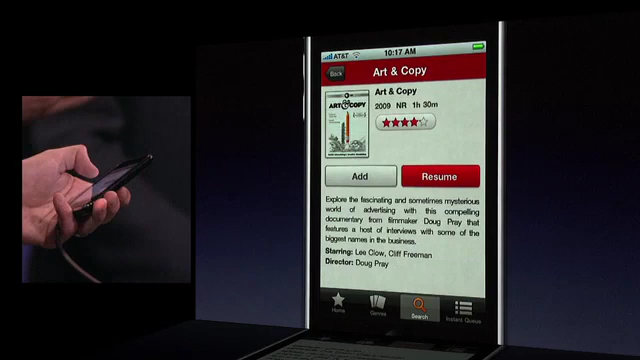 AT&T
10:17 AM
Back
Art & Copy
Art & Copy
ART&COPY
2009 NR 1h 30m
Add
Resume
Explore the fascinating and sometimes mysterious
world of advertising with this compelling
documentary from filmmaker Doug Pray that
features a host of interviews with some of the
biggest names in the business.
Starring: Lee Clow, Cliff Freeman
Director: Doug Pray
Home
Games
Search
Instant Queue